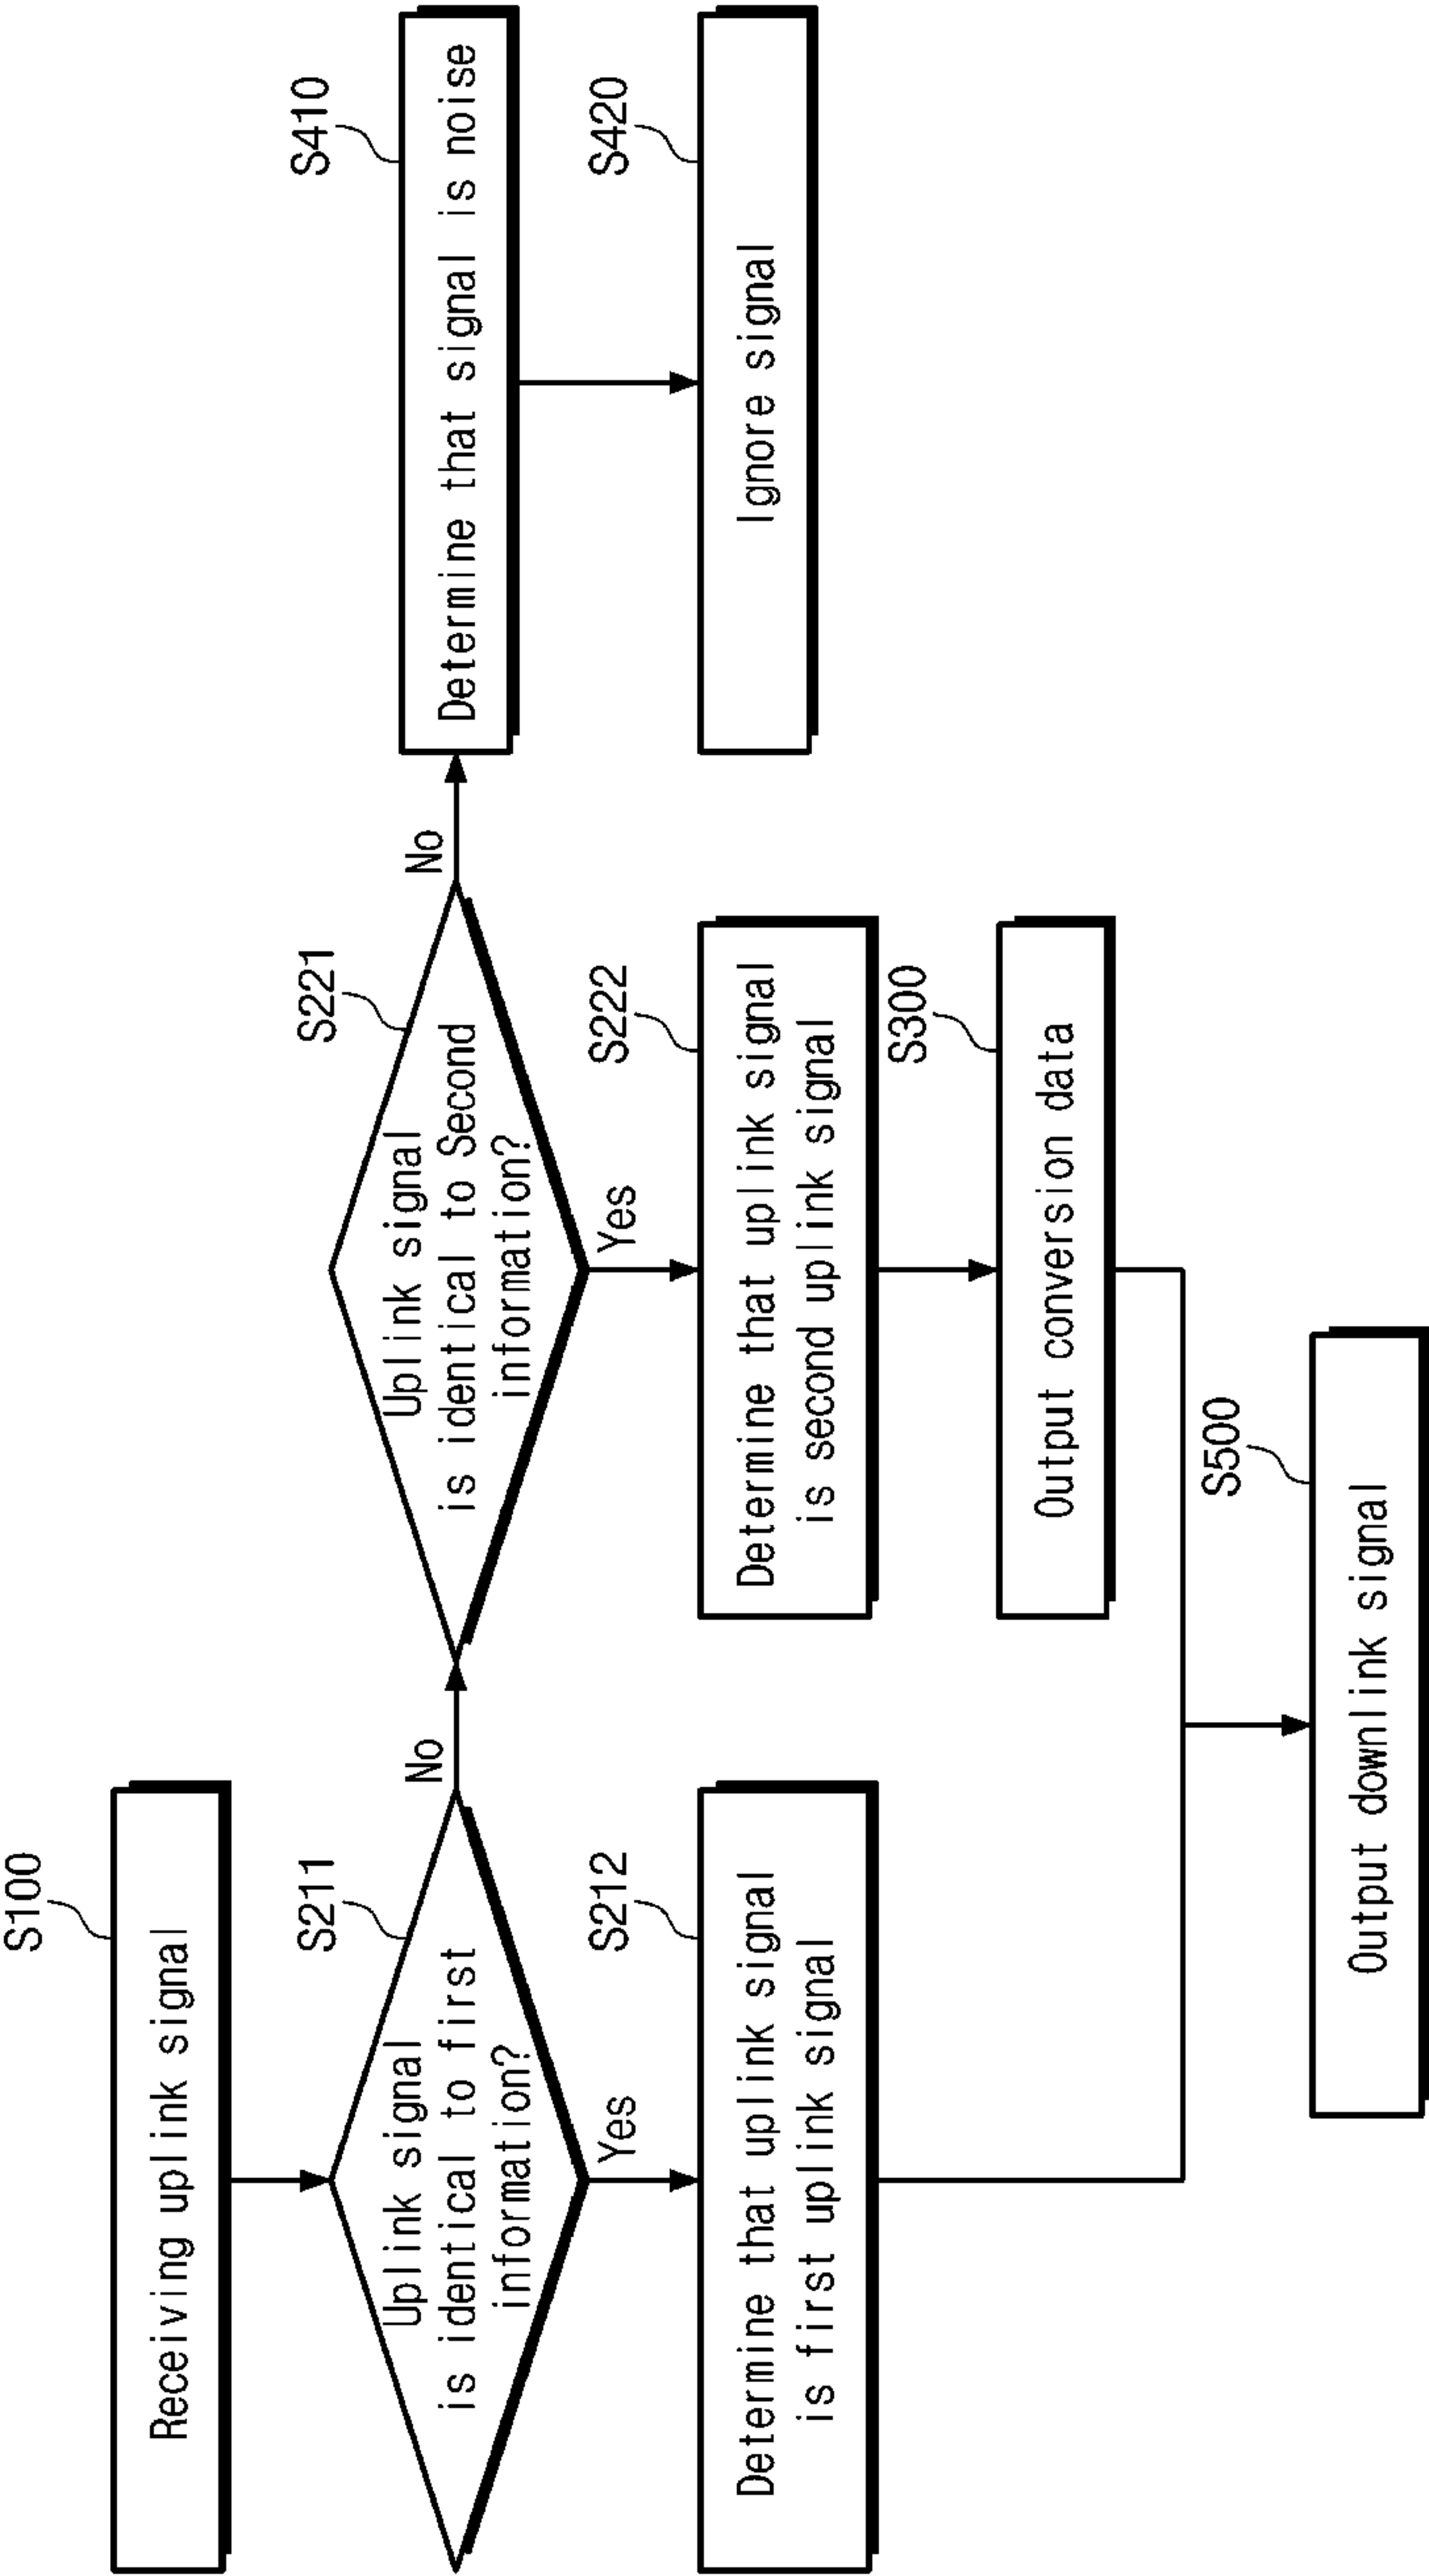 S100
Receiving uplink signal
S211
Uplink signal
is identical to first
information?
No
Yes
S221
Uplink signal
is identical to Second
information?
No
Yes
S410
Determine that signal is noise
S212
Determine that uplink signal
is first uplink signal
S222
Determine that uplink signal
is second uplink signal
S420
Ignore signal
S300
Output conversion data
S500
Output downlink signal